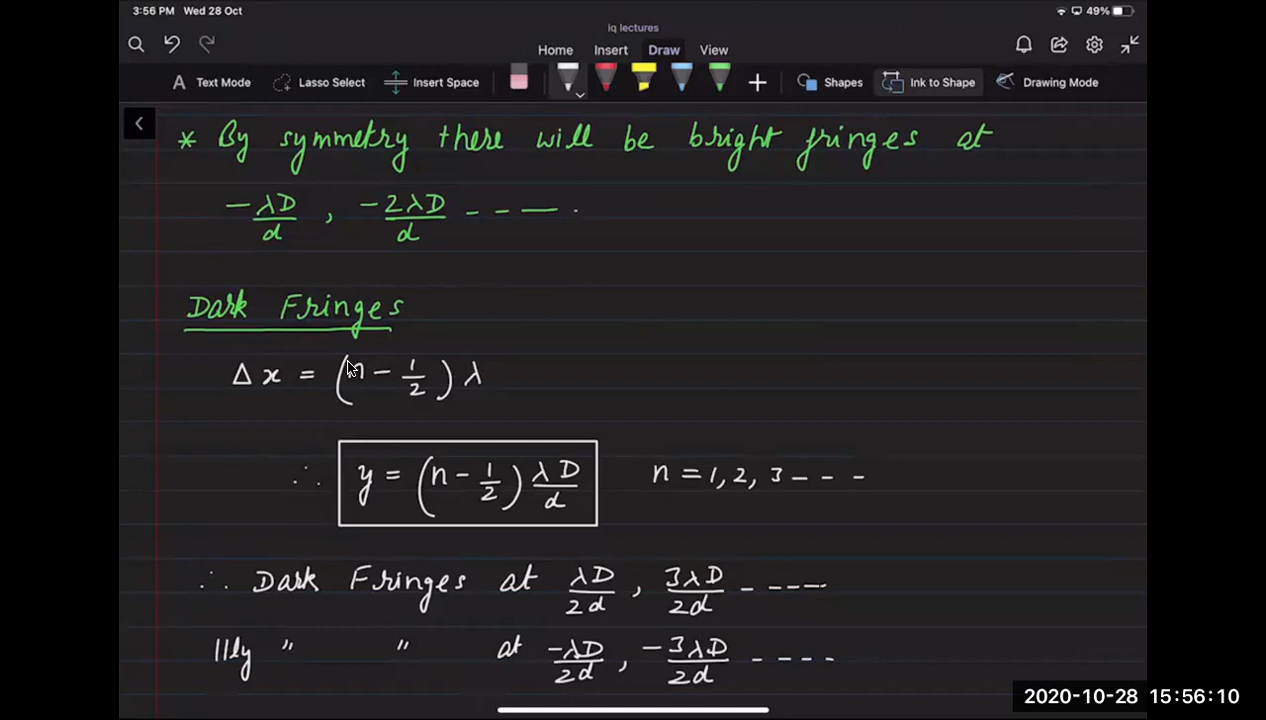 3:56 PM Wed 28 Oct
49%
iq lectures
Home Insert Draw View
Text Mode Lasso Select Insert Space Shapes Ink to Shape Drawing Mode
* By symmetry there will be bright fringes at
-λD/d , -2λD/d - - — .
Dark Fringes
Δx = (n - 1/2) λ
∴ y = (n - 1/2) λD/d n = 1, 2, 3 - - -
∴ Dark Fringes at λD/2d , 3λD/2d - - - - -
111ly " " at -λD/2d , -3λD/2d - - - -
2020-10-28 15:56:10